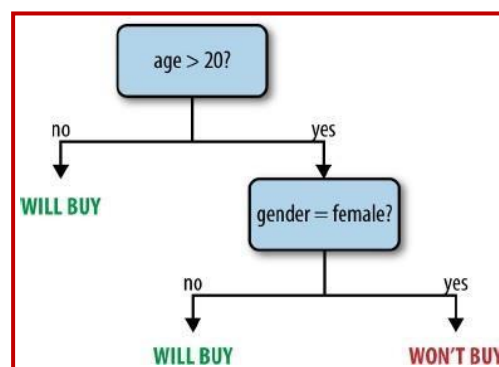 age > 20?
no
yes
WILL BUY
gender = female?
no
yes
WILL BUY
WON'T BUY